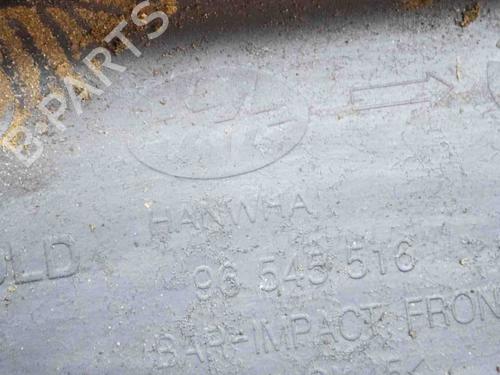 B-PARTS
HANWHA
OLD
96 545 516
BAR-IMPACT FRON